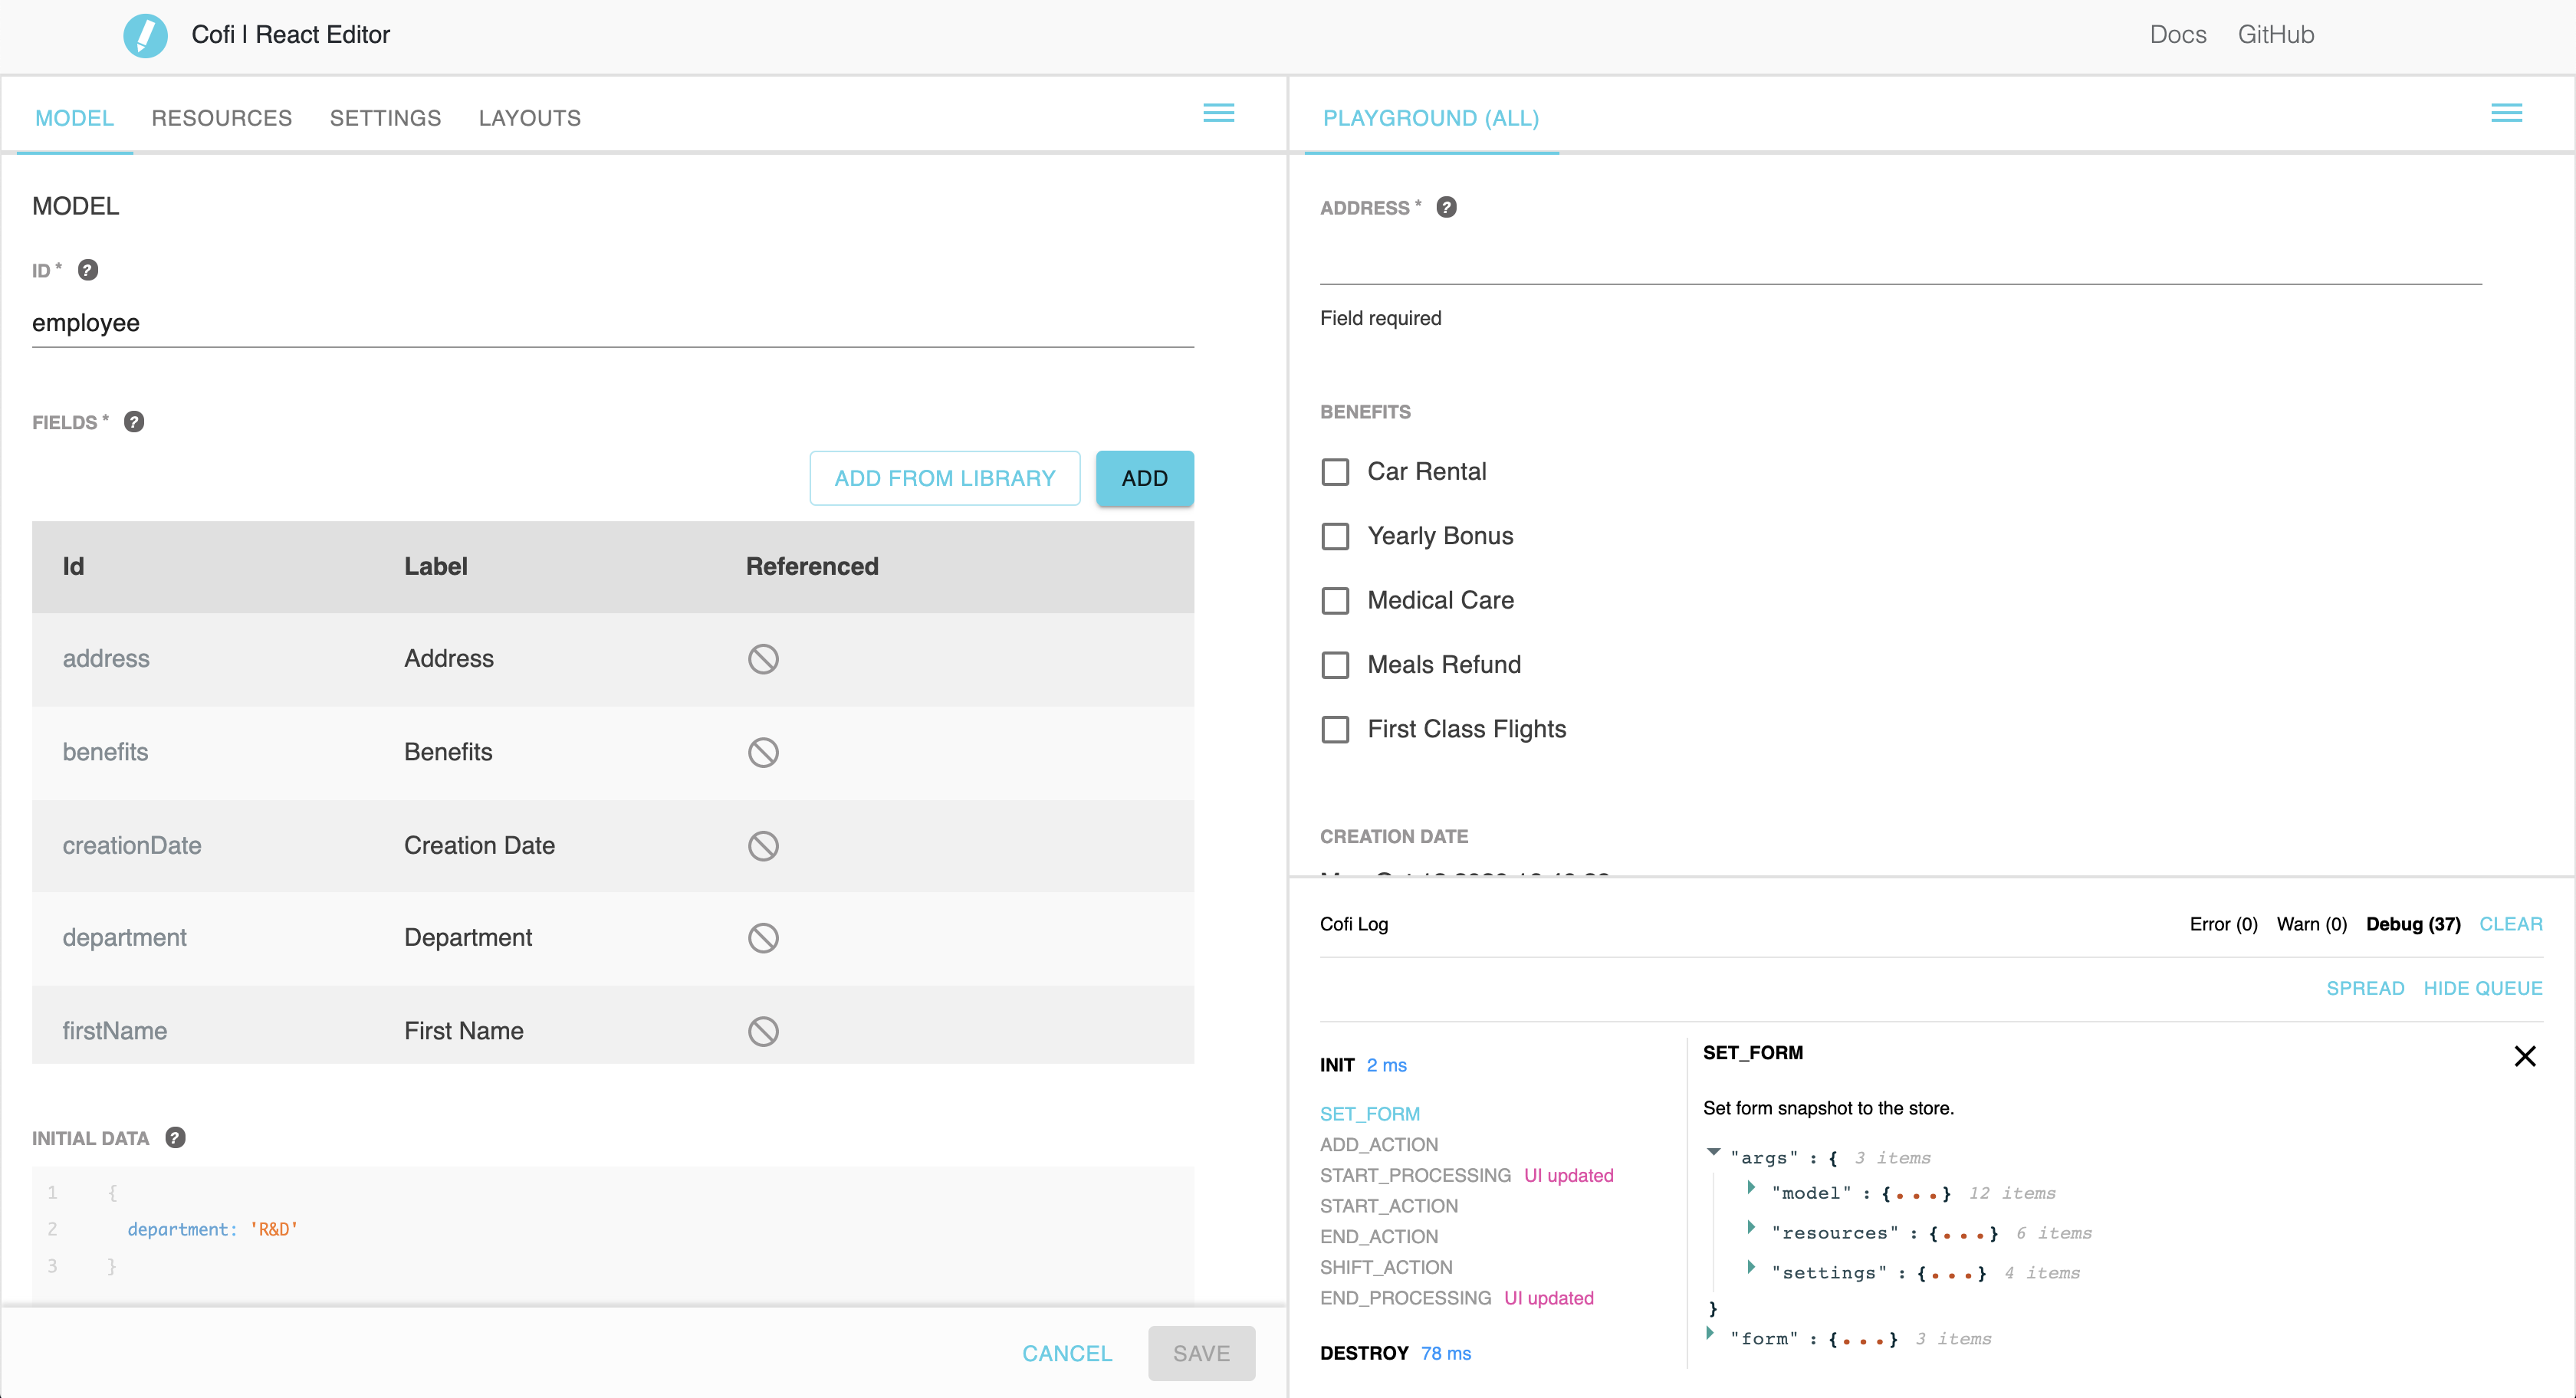 Cofi | React Editor
Docs GitHub
MODEL RESOURCES SETTINGS LAYOUTS
MODEL
ID * ?
employee
FIELDS * ?
ADD FROM LIBRARY ADD
Id Label Referenced
address Address
benefits Benefits
creationDate Creation Date
department Department
firstName First Name
INITIAL DATA ?
1 {
2 department: 'R&D'
3 }
CANCEL SAVE
PLAYGROUND (ALL)
ADDRESS * ?
Field required
BENEFITS
Car Rental
Yearly Bonus
Medical Care
Meals Refund
First Class Flights
CREATION DATE
Cofi Log Error (0) Warn (0) Debug (37) CLEAR
SPREAD HIDE QUEUE
INIT 2 ms
SET_FORM
ADD_ACTION
START_PROCESSING UI updated
START_ACTION
END_ACTION
SHIFT_ACTION
END_PROCESSING UI updated
DESTROY 78 ms
SET_FORM
Set form snapshot to the store.
"args" : { 3 items
"model" : {...} 12 items
"resources" : {...} 6 items
"settings" : {...} 4 items
}
"form" : {...} 3 items